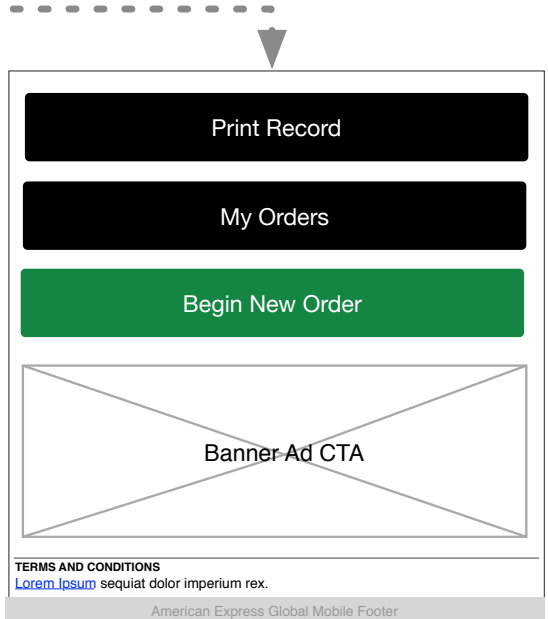 Print Record
My Orders
Begin New Order
Banner Ad CTA
TERMS AND CONDITIONS
Lorem Ipsum sequiat dolor imperium rex.
American Express Global Mobile Footer